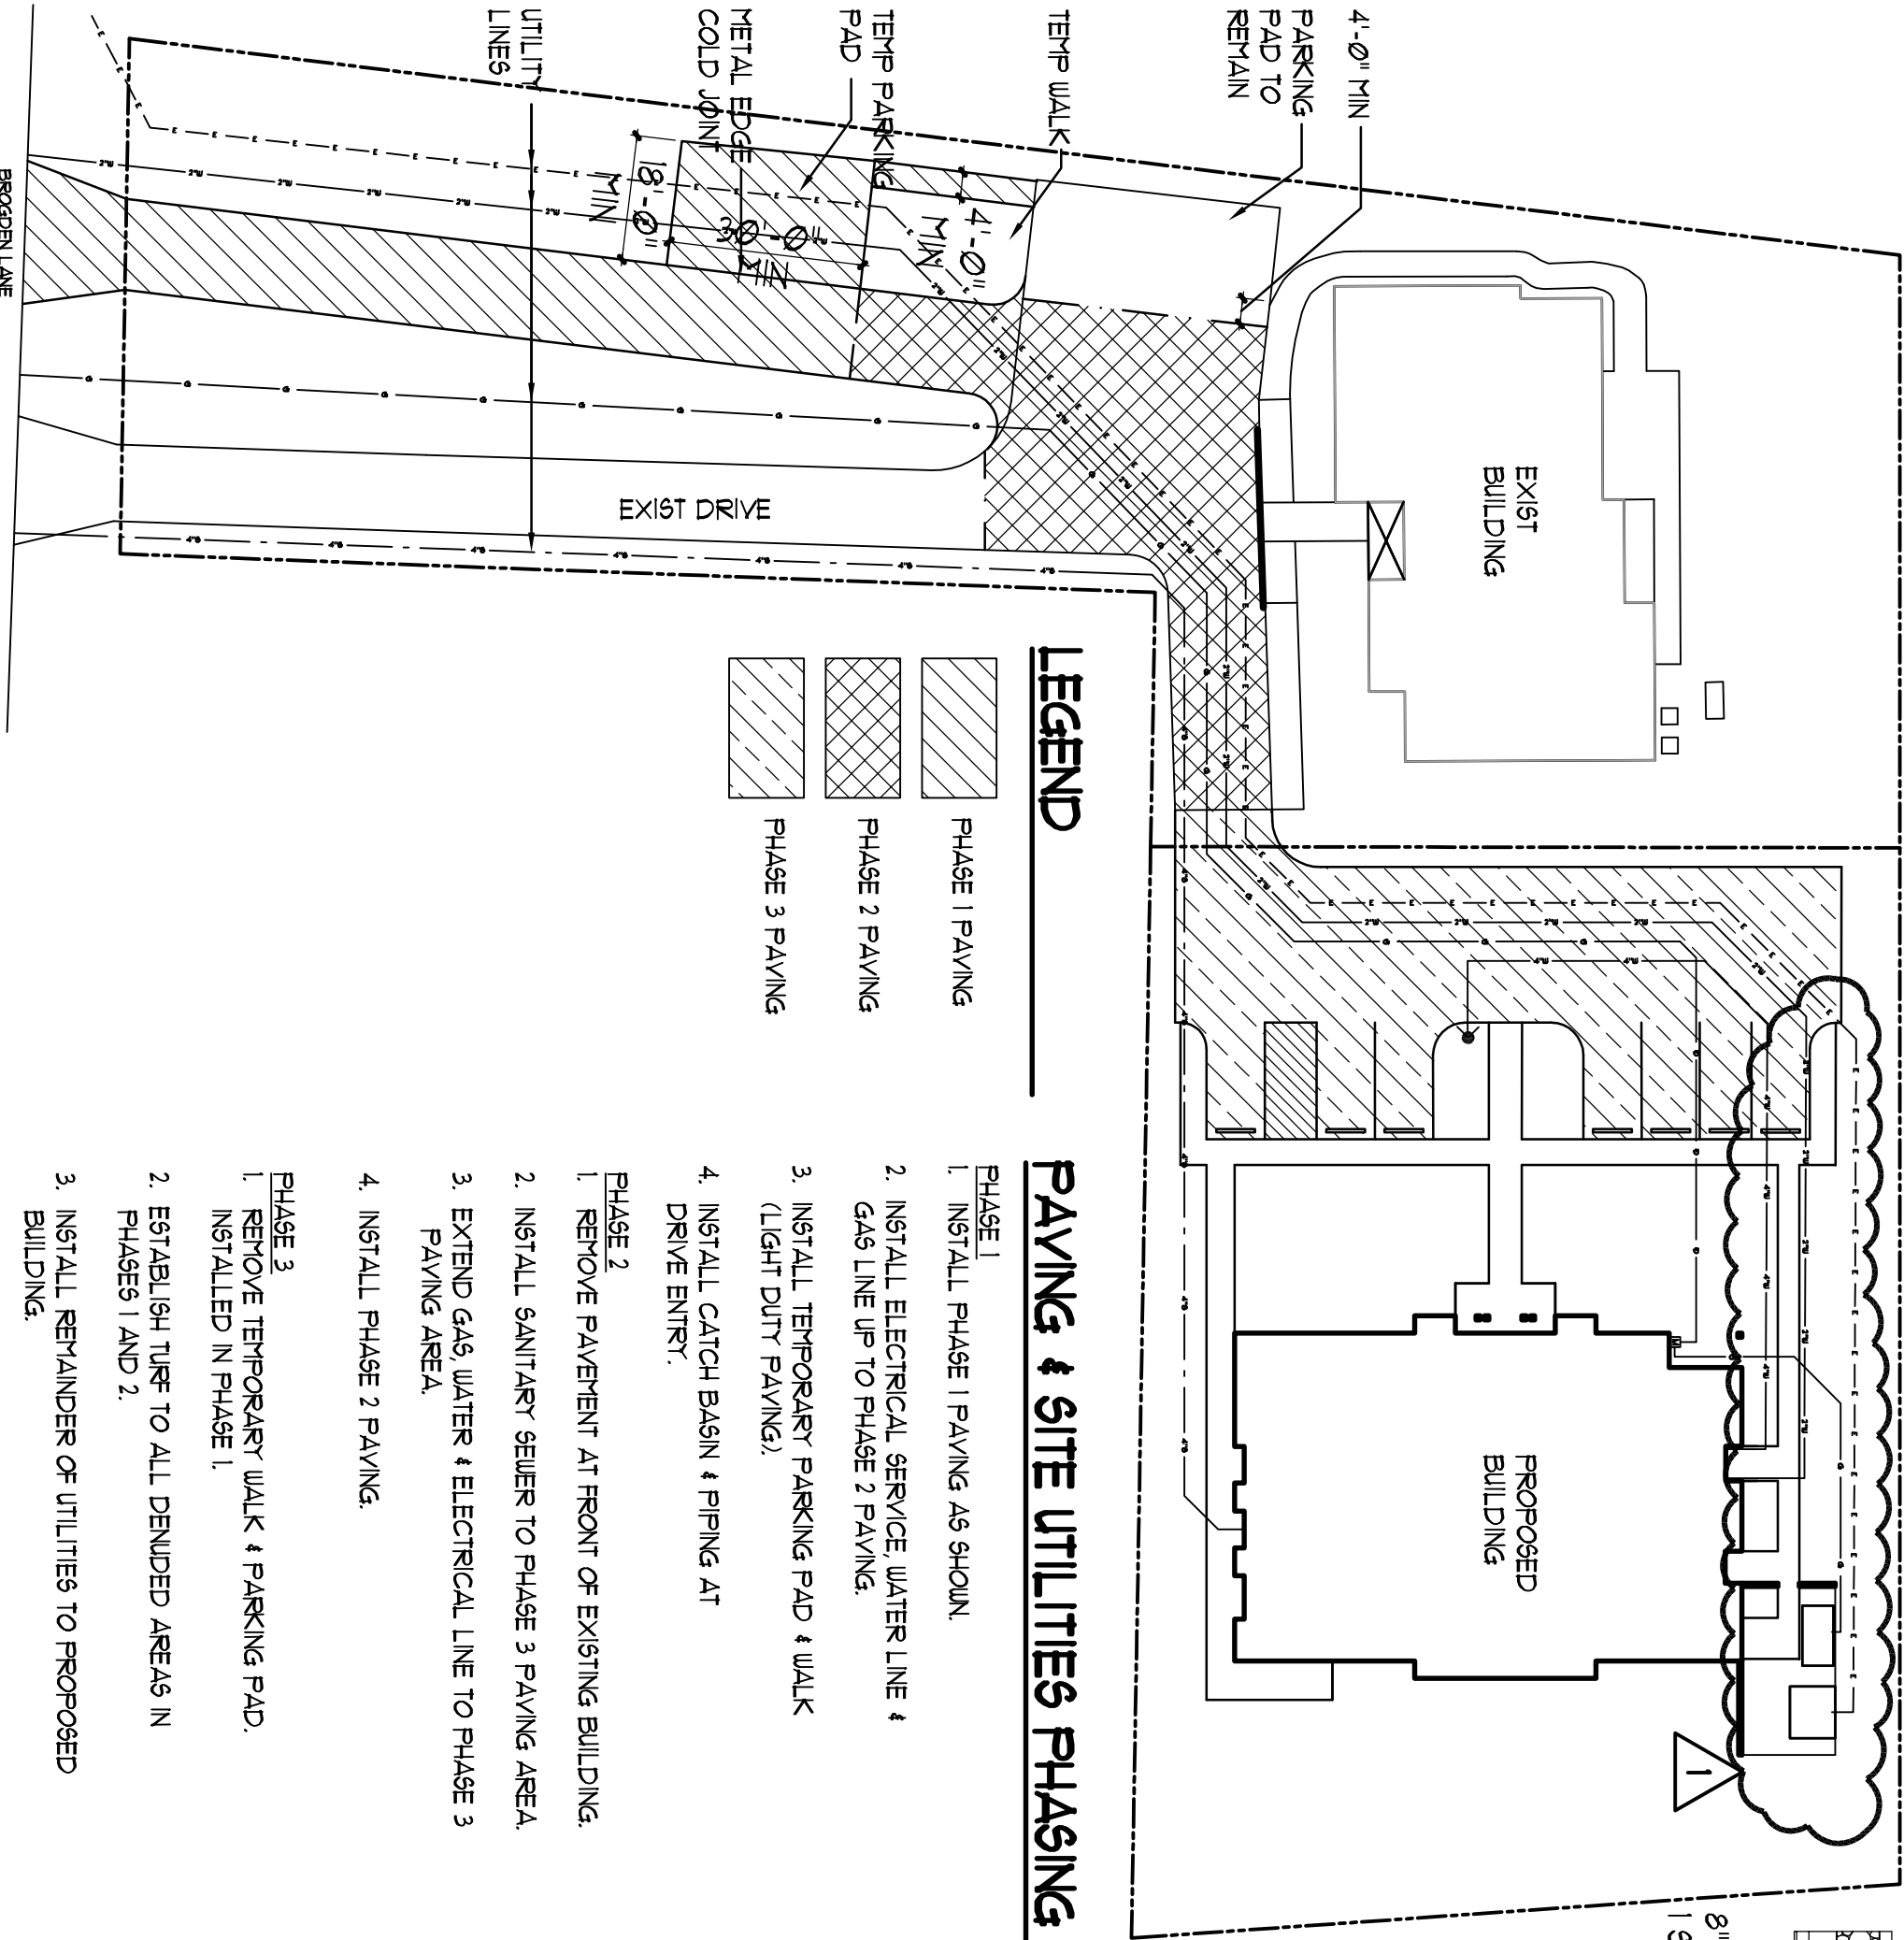 4'-0" MIN
PARKING
PAD TO
REMAIN
TEMP WALK
TEMP PARKING
PAD
METAL EDGE
COLD JOINT
UTILITY
LINES
4'-0"
MIN
30'-0"
MIN
18'-0"
MIN
EXIST
BUILDING
EXIST DRIVE
BROGDEN LANE
PROPOSED
BUILDING
1
8"
LEGEND
PHASE 1 PAVING
PHASE 2 PAVING
PHASE 3 PAVING
PAVING & SITE UTILITIES PHASING
PHASE 1
1. INSTALL PHASE 1 PAVING AS SHOWN.
2. INSTALL ELECTRICAL SERVICE, WATER LINE &
GAS LINE UP TO PHASE 2 PAVING.
3. INSTALL TEMPORARY PARKING PAD & WALK
(LIGHT DUTY PAVING).
4. INSTALL CATCH BASIN & PIPING AT
DRIVE ENTRY.
PHASE 2
1. REMOVE PAVEMENT AT FRONT OF EXISTING BUILDING.
2. INSTALL SANITARY SEWER TO PHASE 3 PAVING AREA.
3. EXTEND GAS, WATER & ELECTRICAL LINE TO PHASE 3
PAVING AREA.
4. INSTALL PHASE 2 PAVING.
PHASE 3
1. REMOVE TEMPORARY WALK & PARKING PAD.
INSTALLED IN PHASE 1.
2. ESTABLISH TURF TO ALL DENUDED AREAS IN
PHASES 1 AND 2.
3. INSTALL REMAINDER OF UTILITIES TO PROPOSED
BUILDING.